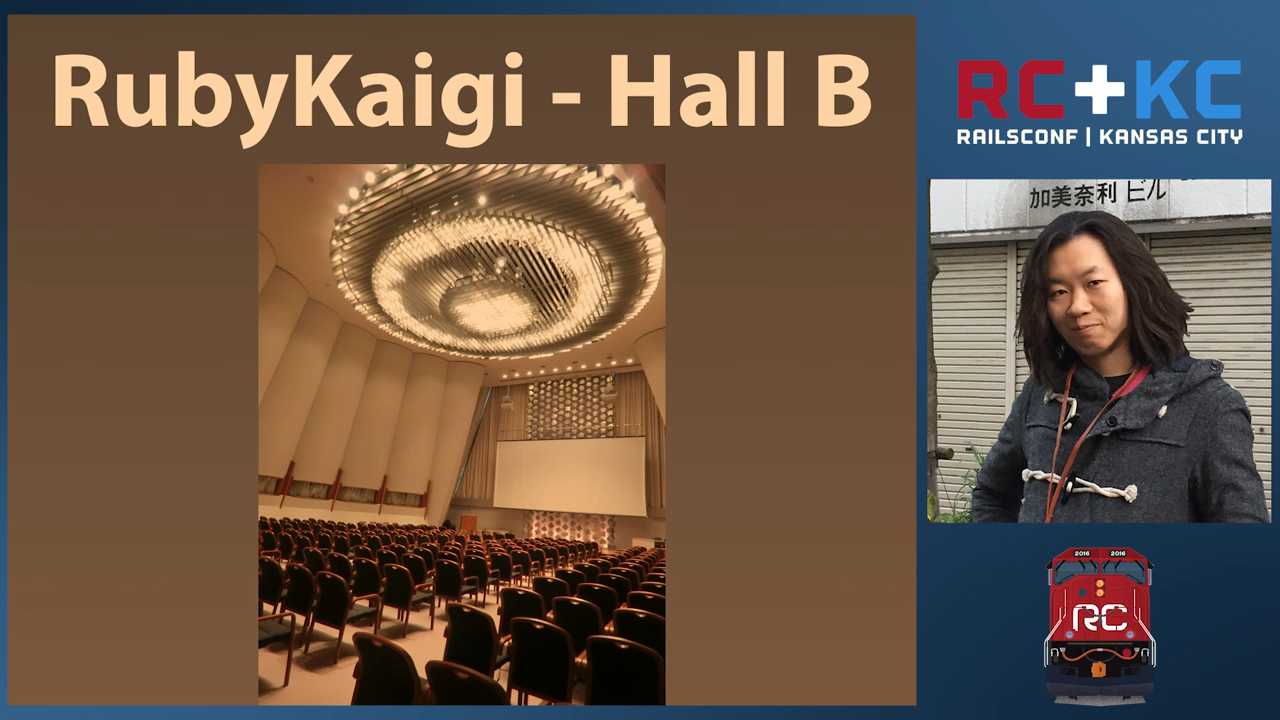 RubyKaigi - Hall B
RC+KC
RAILSCONF | KANSAS CITY
加美奈利 ビル
2016 2016
RC